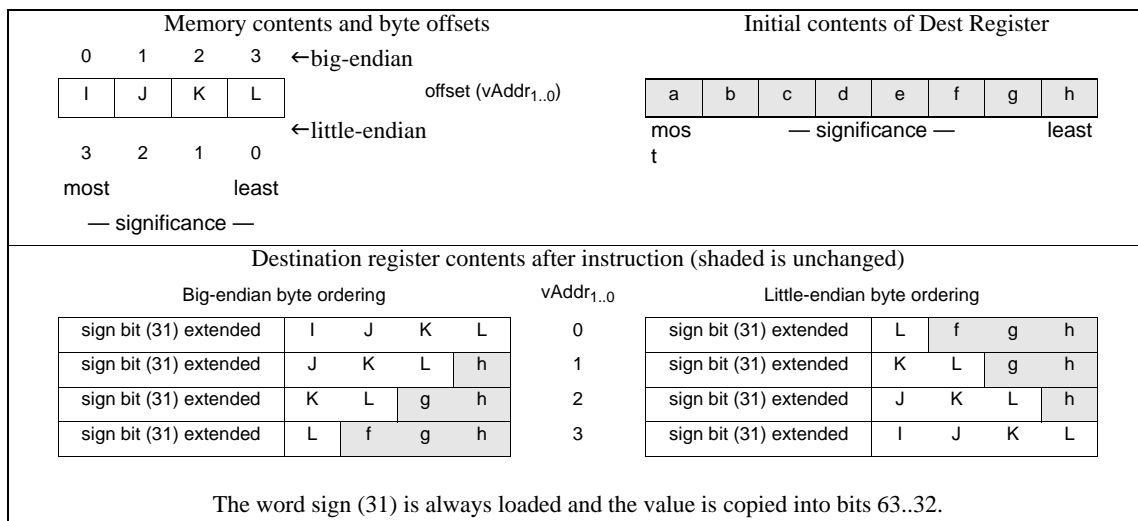 Memory contents and byte offsets
Initial contents of Dest Register
0 1 2 3 ←big-endian
I J K L offset (vAddr1..0)
a b c d e f g h
←little-endian
mos — significance — least
t
3 2 1 0
most least
— significance —
Destination register contents after instruction (shaded is unchanged)
Big-endian byte ordering vAddr1..0 Little-endian byte ordering
sign bit (31) extended I J K L 0 sign bit (31) extended L f g h
sign bit (31) extended J K L h 1 sign bit (31) extended K L g h
sign bit (31) extended K L g h 2 sign bit (31) extended J K L h
sign bit (31) extended L f g h 3 sign bit (31) extended I J K L
The word sign (31) is always loaded and the value is copied into bits 63..32.